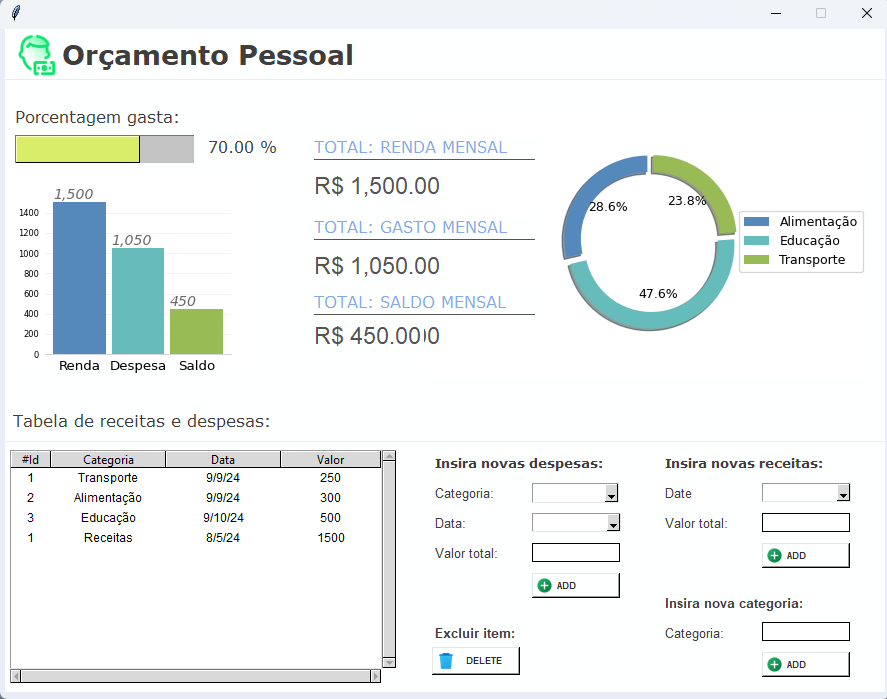 Orçamento Pessoal
Porcentagem gasta:
70.00 %
1,500
1,050
450
1400
1200
1000
800
600
400
200
0
Renda Despesa Saldo
TOTAL: RENDA MENSAL
R$ 1,500.00
TOTAL: GASTO MENSAL
R$ 1,050.00
TOTAL: SALDO MENSAL
R$ 450.000
28.6%
23.8%
47.6%
Alimentação
Educação
Transporte
Tabela de receitas e despesas:
#Id Categoria Data Valor
1 Transporte 9/9/24 250
2 Alimentação 9/9/24 300
3 Educação 9/10/24 500
1 Receitas 8/5/24 1500
Insira novas despesas:
Categoria:
Data:
Valor total:
ADD
Excluir item:
DELETE
Insira novas receitas:
Date
Valor total:
ADD
Insira nova categoria:
Categoria:
ADD